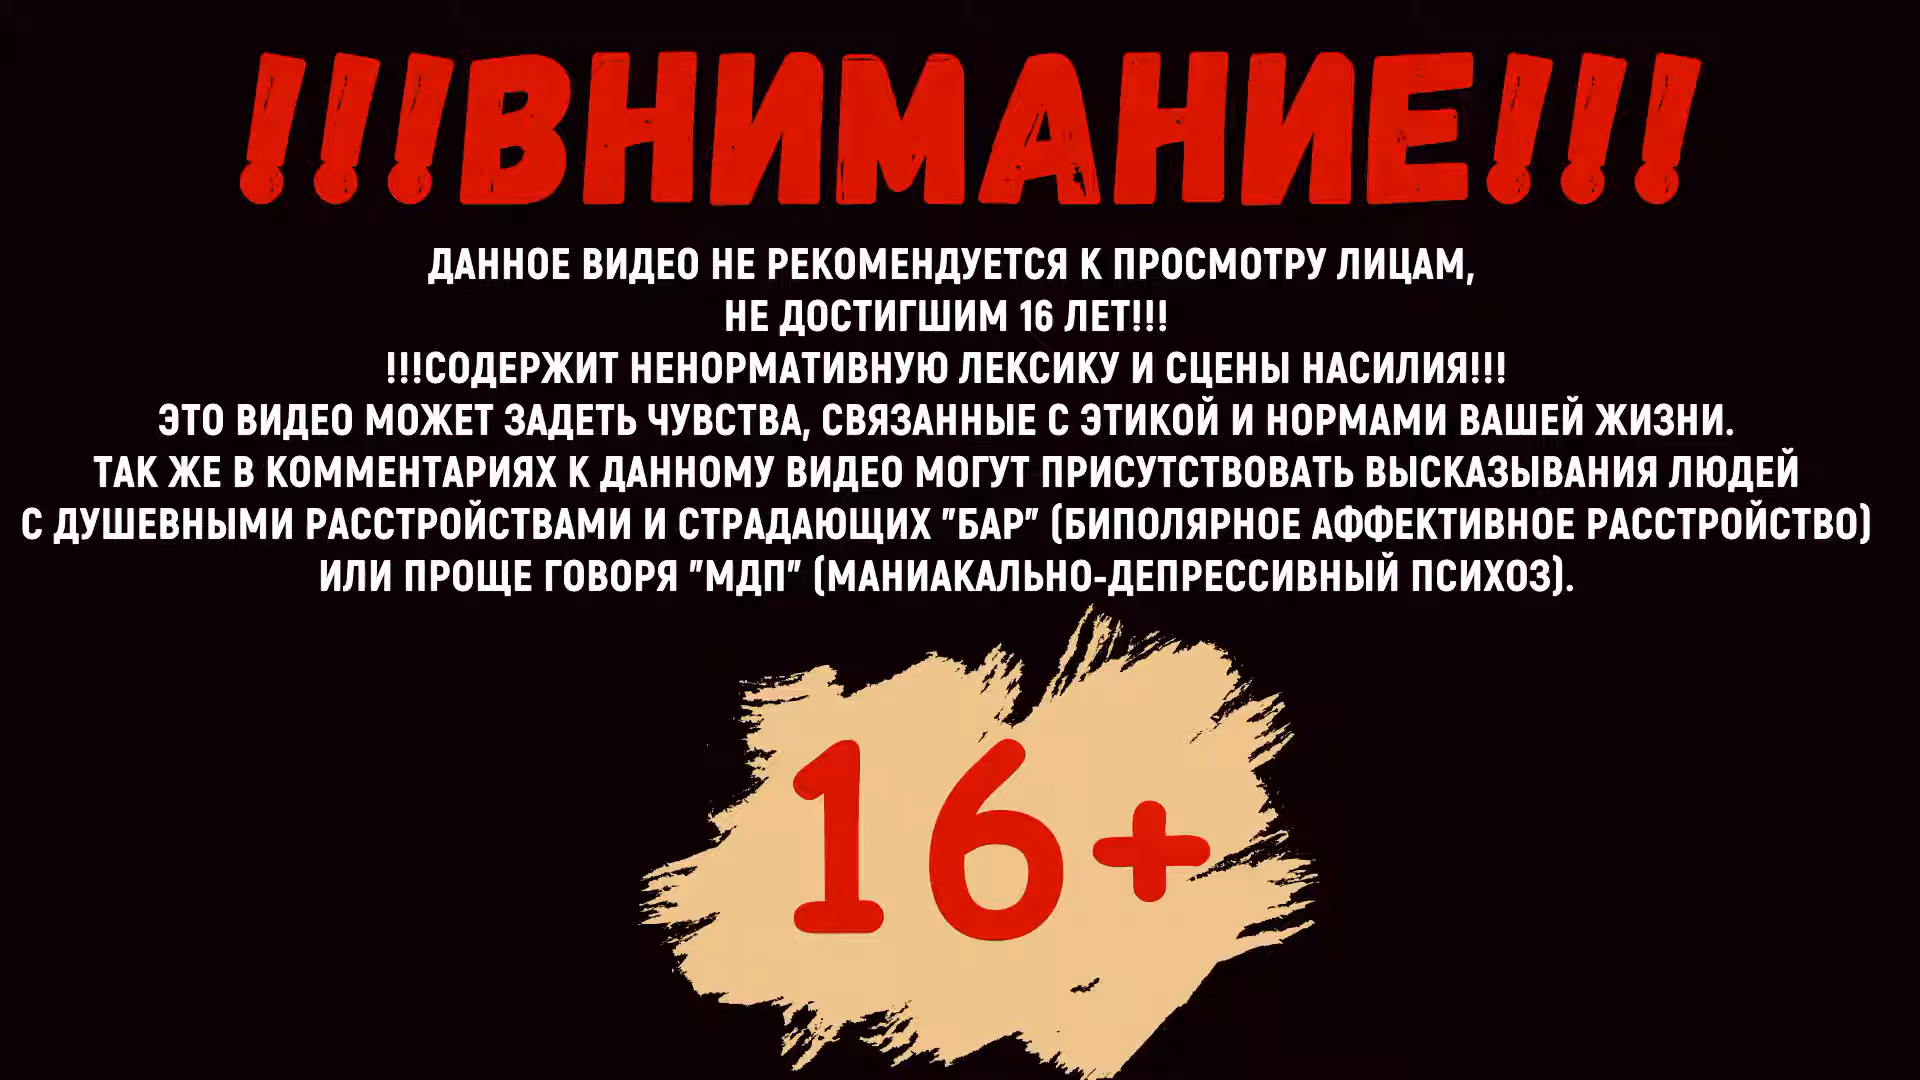 !!!ВНИМАНИЕ!!!
ДАННОЕ ВИДЕО НЕ РЕКОМЕНДУЕТСЯ К ПРОСМОТРУ ЛИЦАМ,
НЕ ДОСТИГШИМ 16 ЛЕТ!!!
!!!СОДЕРЖИТ НЕНОРМАТИВНУЮ ЛЕКСИКУ И СЦЕНЫ НАСИЛИЯ!!!
ЭТО ВИДЕО МОЖЕТ ЗАДЕТЬ ЧУВСТВА, СВЯЗАННЫЕ С ЭТИКОЙ И НОРМАМИ ВАШЕЙ ЖИЗНИ.
ТАК ЖЕ В КОММЕНТАРИЯХ К ДАННОМУ ВИДЕО МОГУТ ПРИСУТСТВОВАТЬ ВЫСКАЗЫВАНИЯ ЛЮДЕЙ
С ДУШЕВНЫМИ РАССТРОЙСТВАМИ И СТРАДАЮЩИХ "БАР" (БИПОЛЯРНОЕ АФФЕКТИВНОЕ РАССТРОЙСТВО)
ИЛИ ПРОЩЕ ГОВОРЯ "МДП" (МАНИАКАЛЬНО-ДЕПРЕССИВНЫЙ ПСИХОЗ).
16+